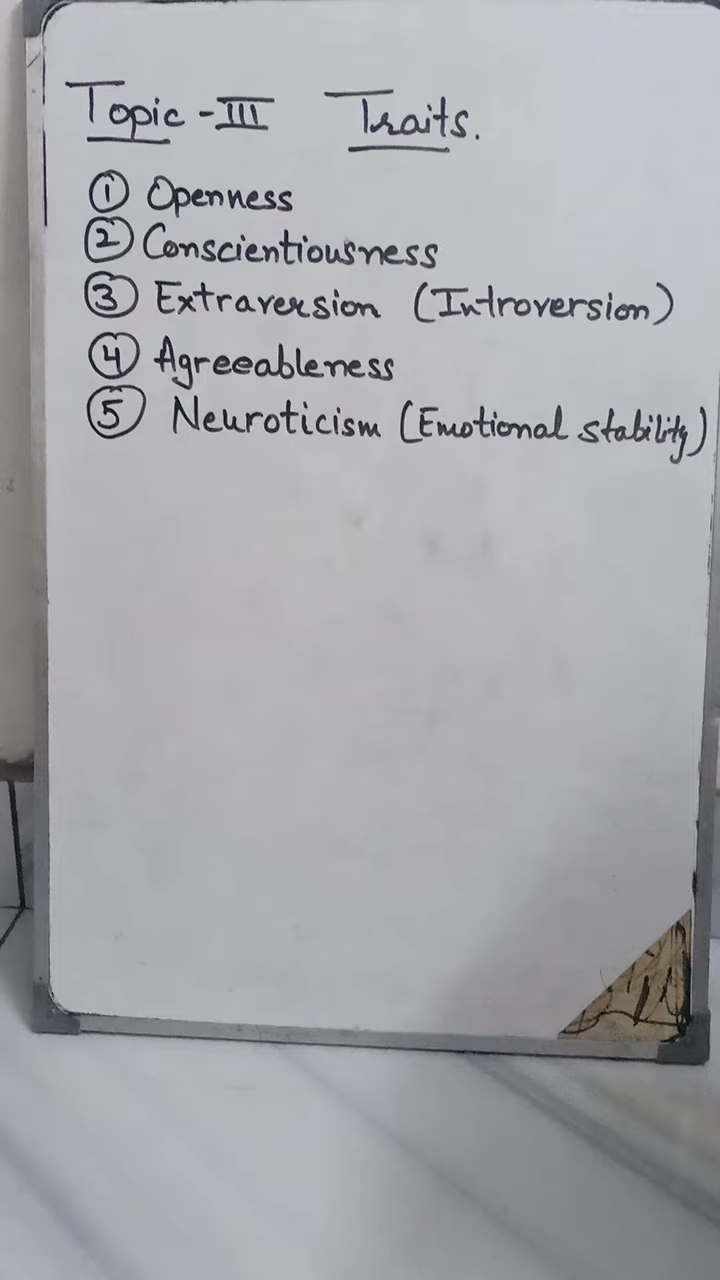 Topic - III Traits.
① Openness
② Conscientiousness
③ Extraversion (Introversion)
④ Agreeableness
⑤ Neuroticism (Emotional stability)